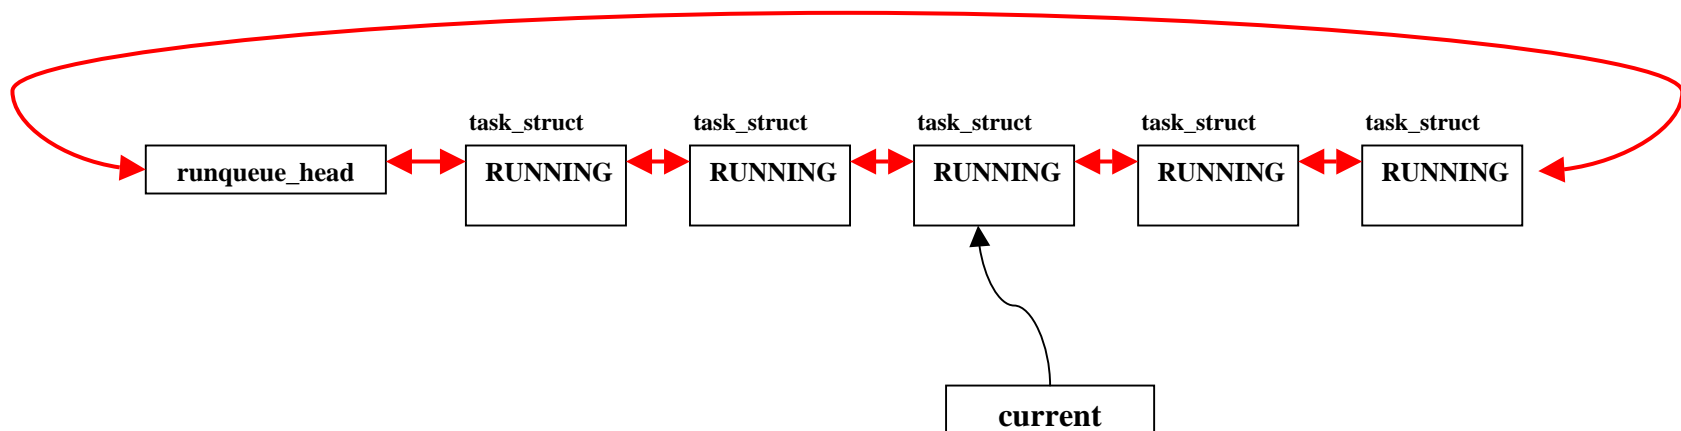 task_struct task_struct task_struct task_struct task_struct
runqueue_head RUNNING RUNNING RUNNING RUNNING RUNNING
current